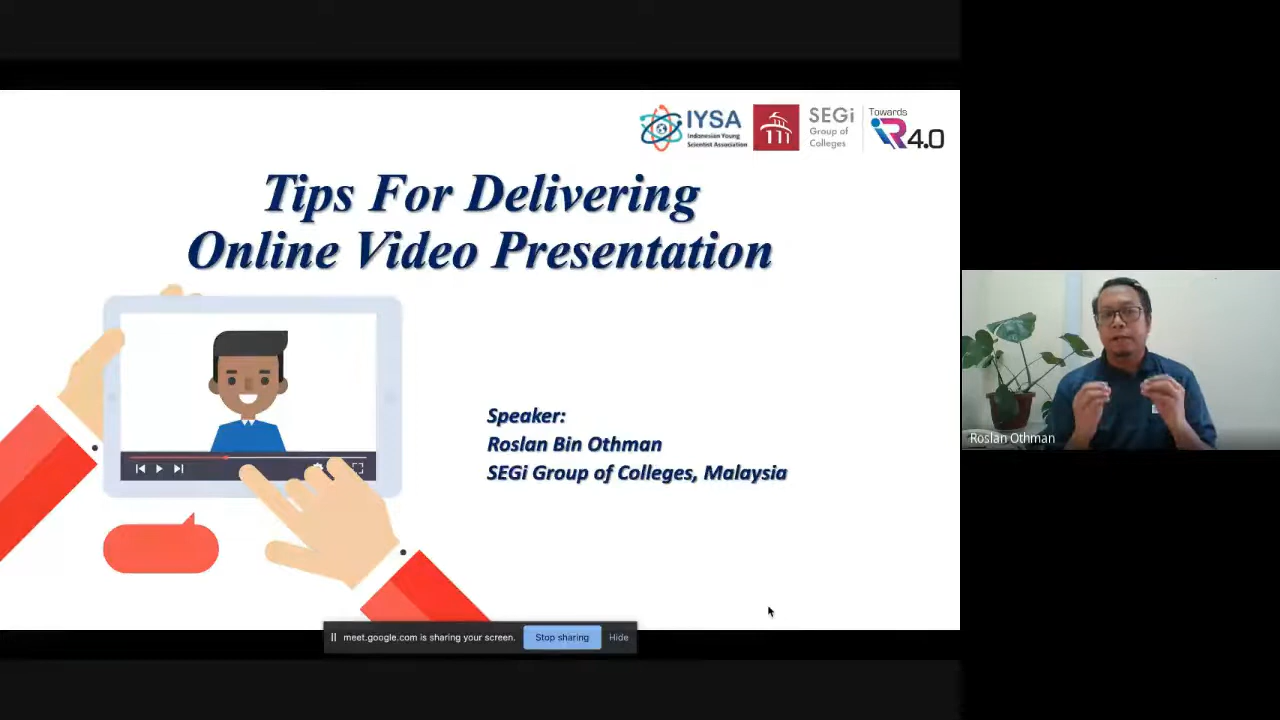 IYSA
Indonesian Young
Scientist Association
SEGi
Group of
Colleges
Towards
iR4.0
Tips For Delivering
Online Video Presentation
Speaker:
Roslan Bin Othman
SEGi Group of Colleges, Malaysia
Roslan Othman
meet.google.com is sharing your screen.
Stop sharing
Hide